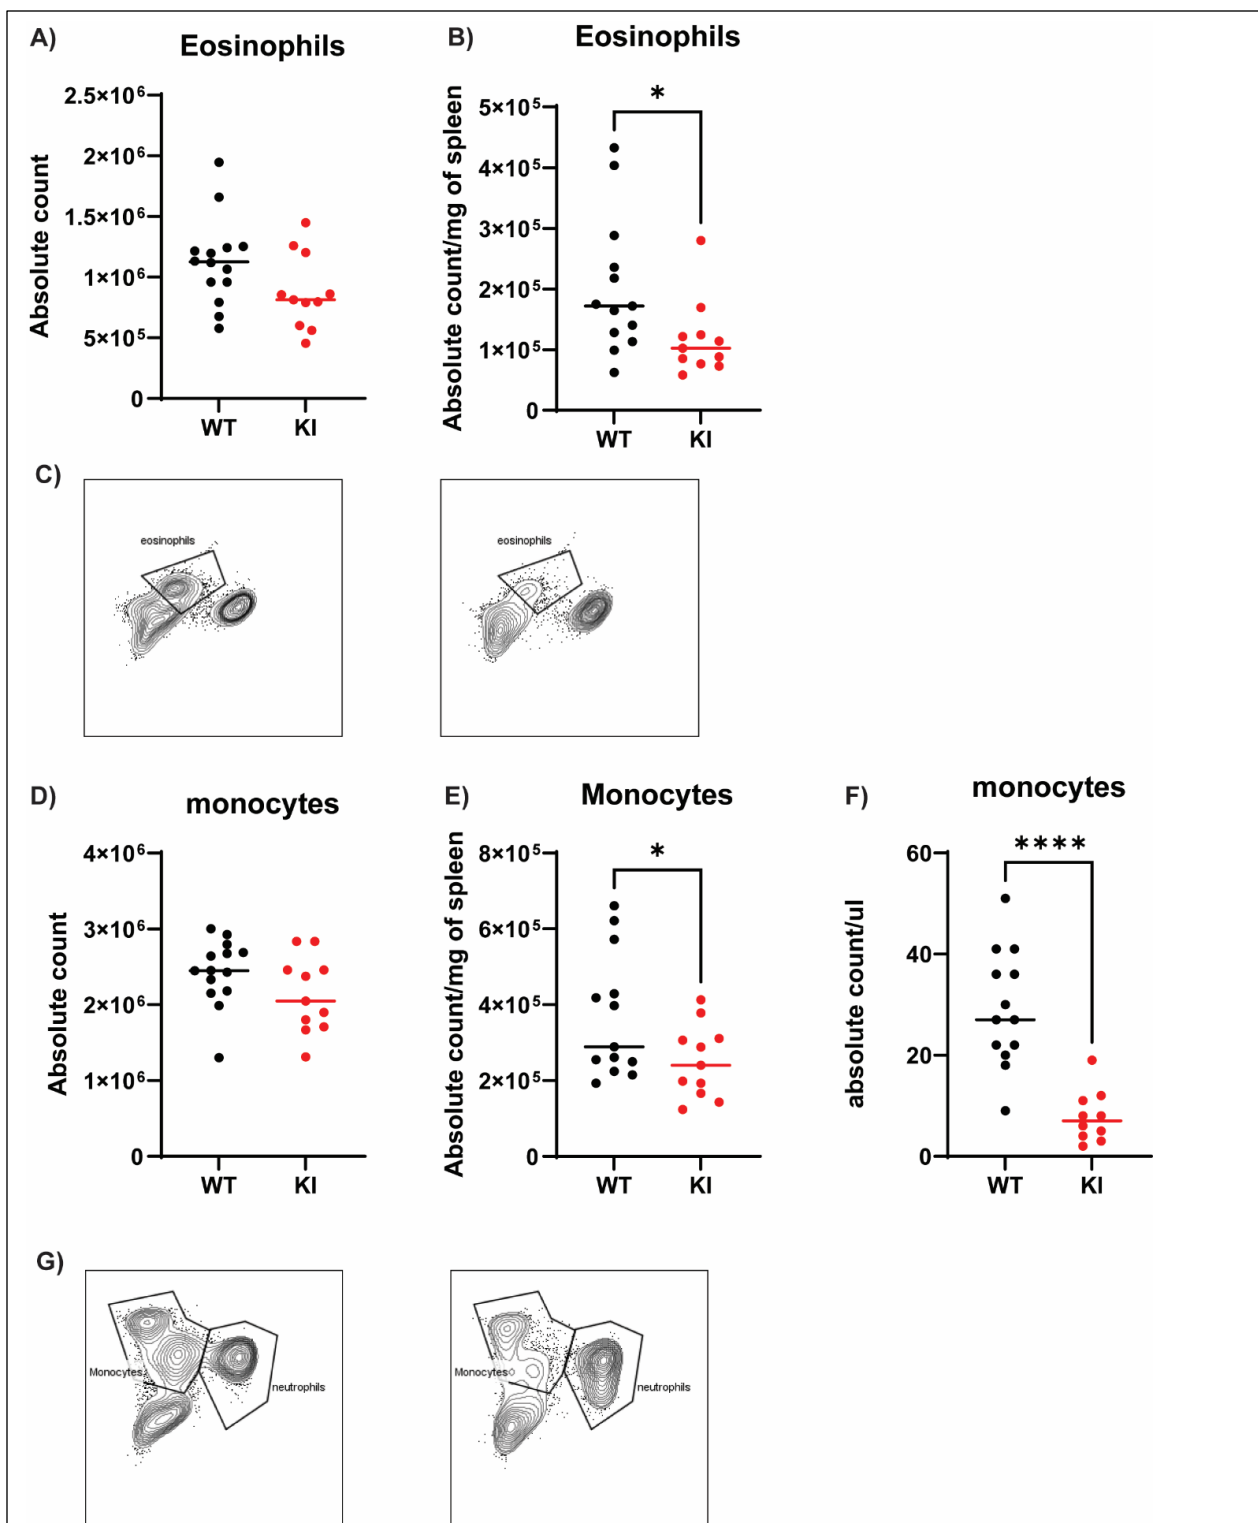 A) Eosinophils
Absolute count
2.5×10⁶
2×10⁶
1.5×10⁶
1×10⁶
5×10⁵
0
WT KI
B) Eosinophils
Absolute count/mg of spleen
5×10⁵
4×10⁵
3×10⁵
2×10⁵
1×10⁵
0
*
WT KI
C)
eosinophils
eosinophils
D) monocytes
Absolute count
4×10⁶
3×10⁶
2×10⁶
1×10⁶
0
WT KI
E) Monocytes
Absolute count/mg of spleen
8×10⁵
6×10⁵
4×10⁵
2×10⁵
0
*
WT KI
F) monocytes
absolute count/ul
60
40
20
0
****
WT KI
G)
Monocytes
neutrophils
Monocytes
neutrophils